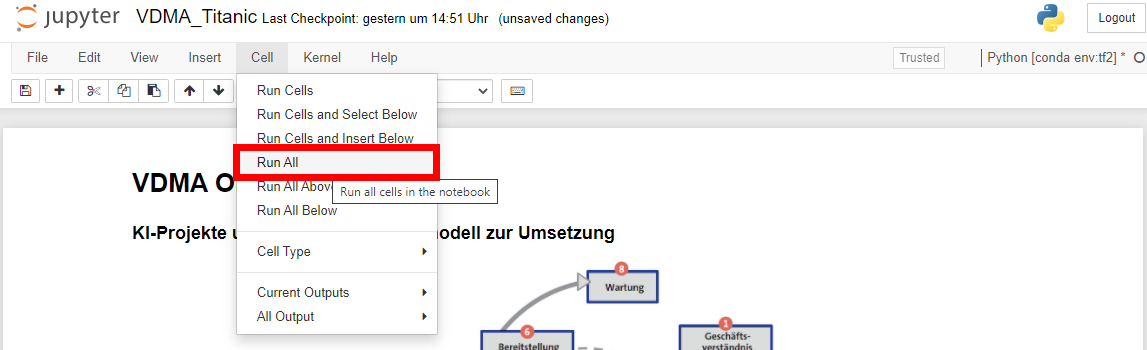 jupyter VDMA_Titanic Last Checkpoint: gestern um 14:51 Uhr (unsaved changes)
Logout
File Edit View Insert Cell Kernel Help
Trusted
Python [conda env:tf2] *
Run Cells
Run Cells and Select Below
Run Cells and Insert Below
Run All
Run All Above
Run all cells in the notebook
Run All Below
Cell Type
Current Outputs
All Output
VDMA
KI-Projekte
zur Umsetzung
8
Wartung
6
Bereitstellung
1
Geschäfts-
verständnis